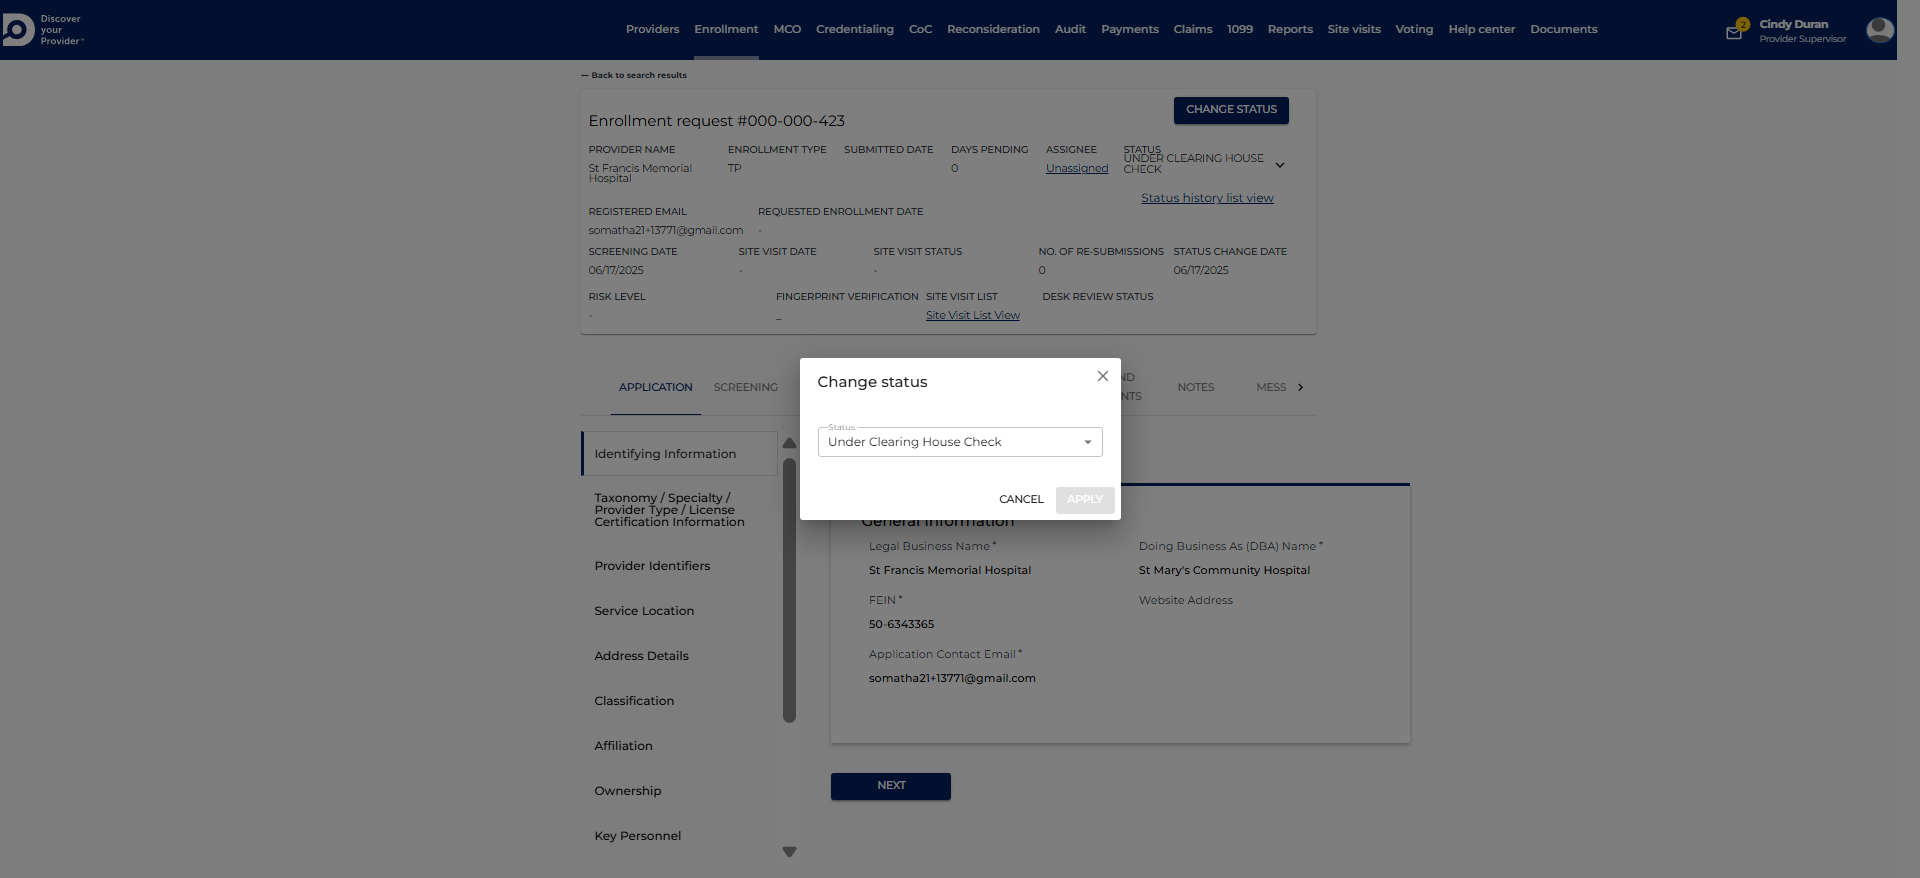 Discover
your
Provider™
Providers Enrollment MCO Credentialing CoC Reconsideration Audit Payments Claims 1099 Reports Site visits Voting Help center Documents
2
Cindy Duran
Provider Supervisor
Back to search results
CHANGE STATUS
Enrollment request #000-000-423
PROVIDER NAME ENROLLMENT TYPE SUBMITTED DATE DAYS PENDING ASSIGNEE STATUS
St Francis Memorial
Hospital
TP
0
Unassigned
UNDER CLEARING HOUSE
CHECK
Status history list view
REGISTERED EMAIL REQUESTED ENROLLMENT DATE
somatha21+13771@gmail.com -
SCREENING DATE SITE VISIT DATE SITE VISIT STATUS NO. OF RE-SUBMISSIONS STATUS CHANGE DATE
06/17/2025 - - 0 06/17/2025
RISK LEVEL FINGERPRINT VERIFICATION SITE VISIT LIST DESK REVIEW STATUS
- _ Site Visit List View
APPLICATION SCREENING
ND
NTS
NOTES MESS
Change status
Status
Under Clearing House Check
CANCEL APPLY
Identifying Information
Taxonomy / Specialty /
Provider Type / License
Certification Information
Provider Identifiers
Service Location
Address Details
Classification
Affiliation
Ownership
Key Personnel
General Information
Legal Business Name * Doing Business As (DBA) Name *
St Francis Memorial Hospital St Mary's Community Hospital
FEIN * Website Address
50-6343365
Application Contact Email *
somatha21+13771@gmail.com
NEXT